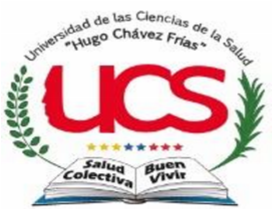 Universidad de las Ciencias de la Salud
"Hugo Chávez Frías"
UCS
Salud Colectiva
Buen Vivir